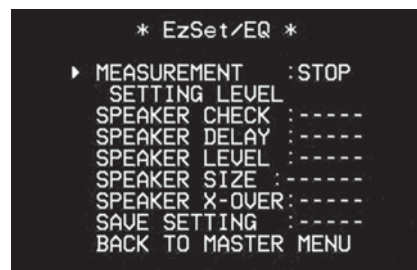 * EzSet/EQ *
▶ MEASUREMENT :STOP
SETTING LEVEL
SPEAKER CHECK :-----
SPEAKER DELAY :-----
SPEAKER LEVEL :-----
SPEAKER SIZE :------
SPEAKER X-OVER:-----
SAVE SETTING :-----
BACK TO MASTER MENU